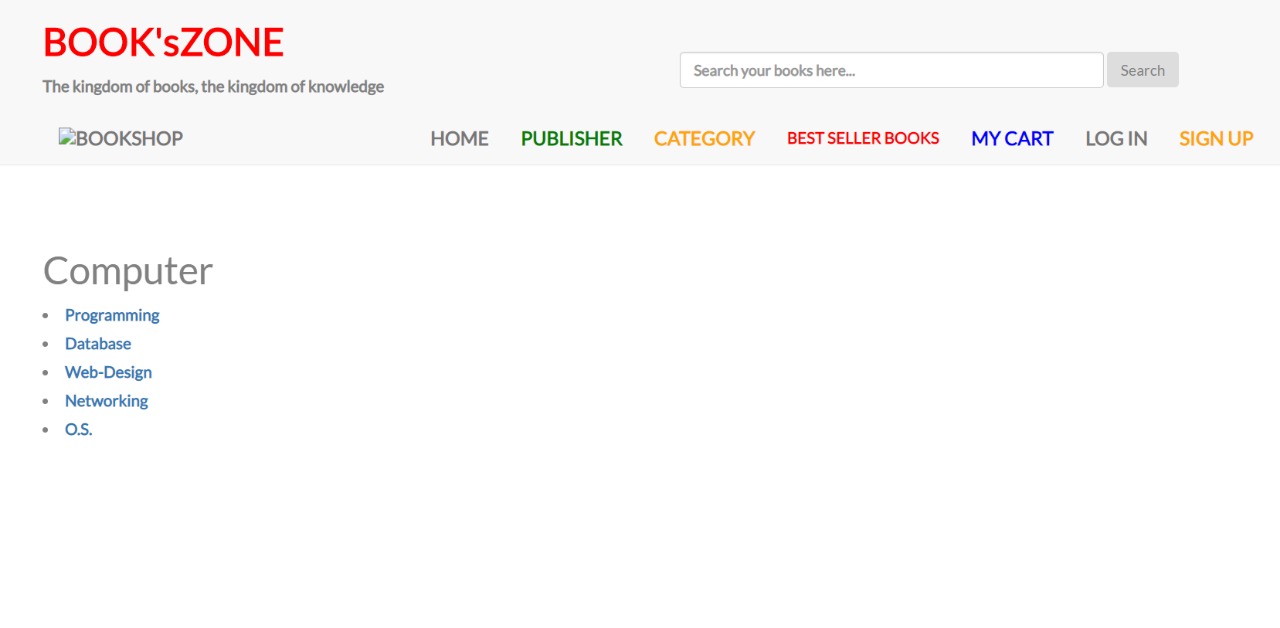 BOOK'sZONE
The kingdom of books, the kingdom of knowledge
Search your books here... Search
BOOKSHOP HOME PUBLISHER CATEGORY BEST SELLER BOOKS MY CART LOG IN SIGN UP
Computer
Programming
Database
Web-Design
Networking
O.S.